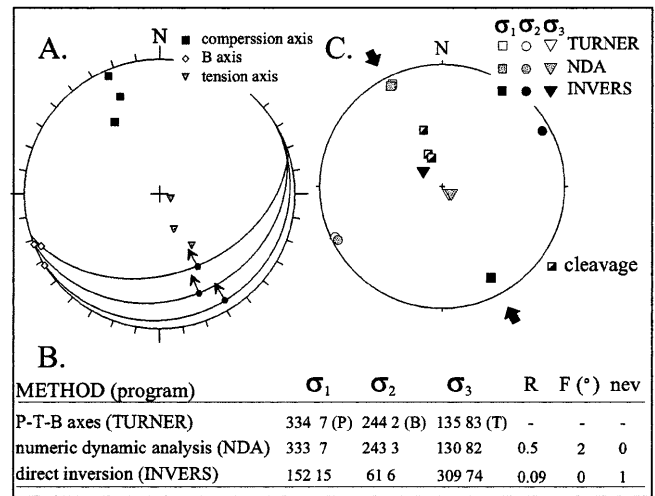 A.
N
■ comperssion axis
◇ B axis
▿ tension axis
C.
N
σ1 σ2 σ3
□ ○ ▽ TURNER
NDA
■ ● ▼ INVERS
cleavage
B.
METHOD (program) σ1 σ2 σ3 R F (°) nev
P-T-B axes (TURNER) 334 7 (P) 244 2 (B) 135 83 (T) - - -
numeric dynamic analysis (NDA) 333 7 243 3 130 82 0.5 2 0
direct inversion (INVERS) 152 15 61 6 309 74 0.09 0 1